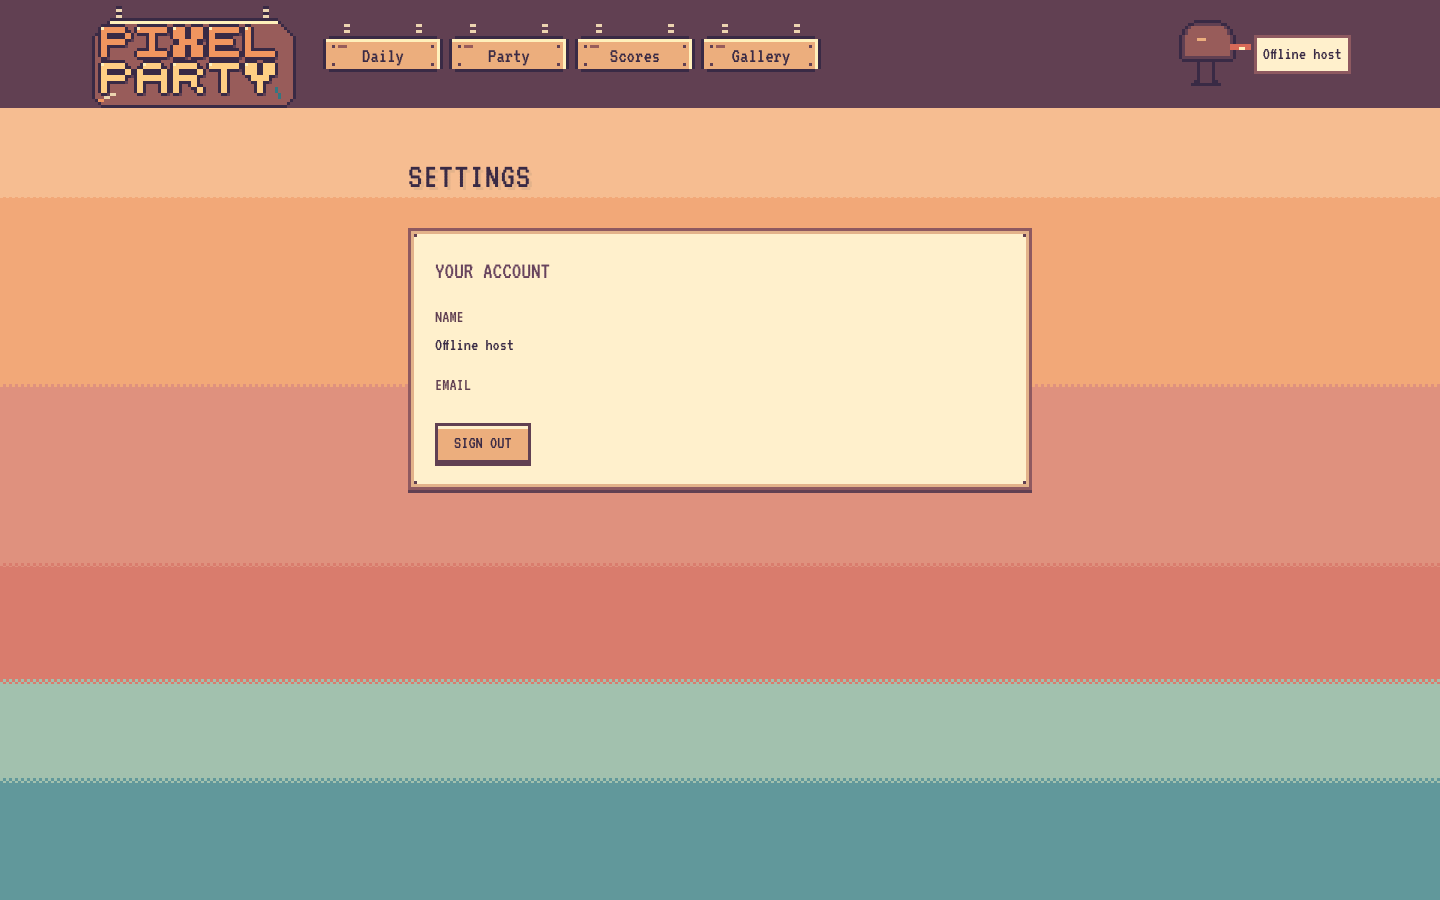 PIXEL
PARTY
Daily
Party
Scores
Gallery
Offline host
SETTINGS
YOUR ACCOUNT
NAME
Offline host
EMAIL
SIGN OUT